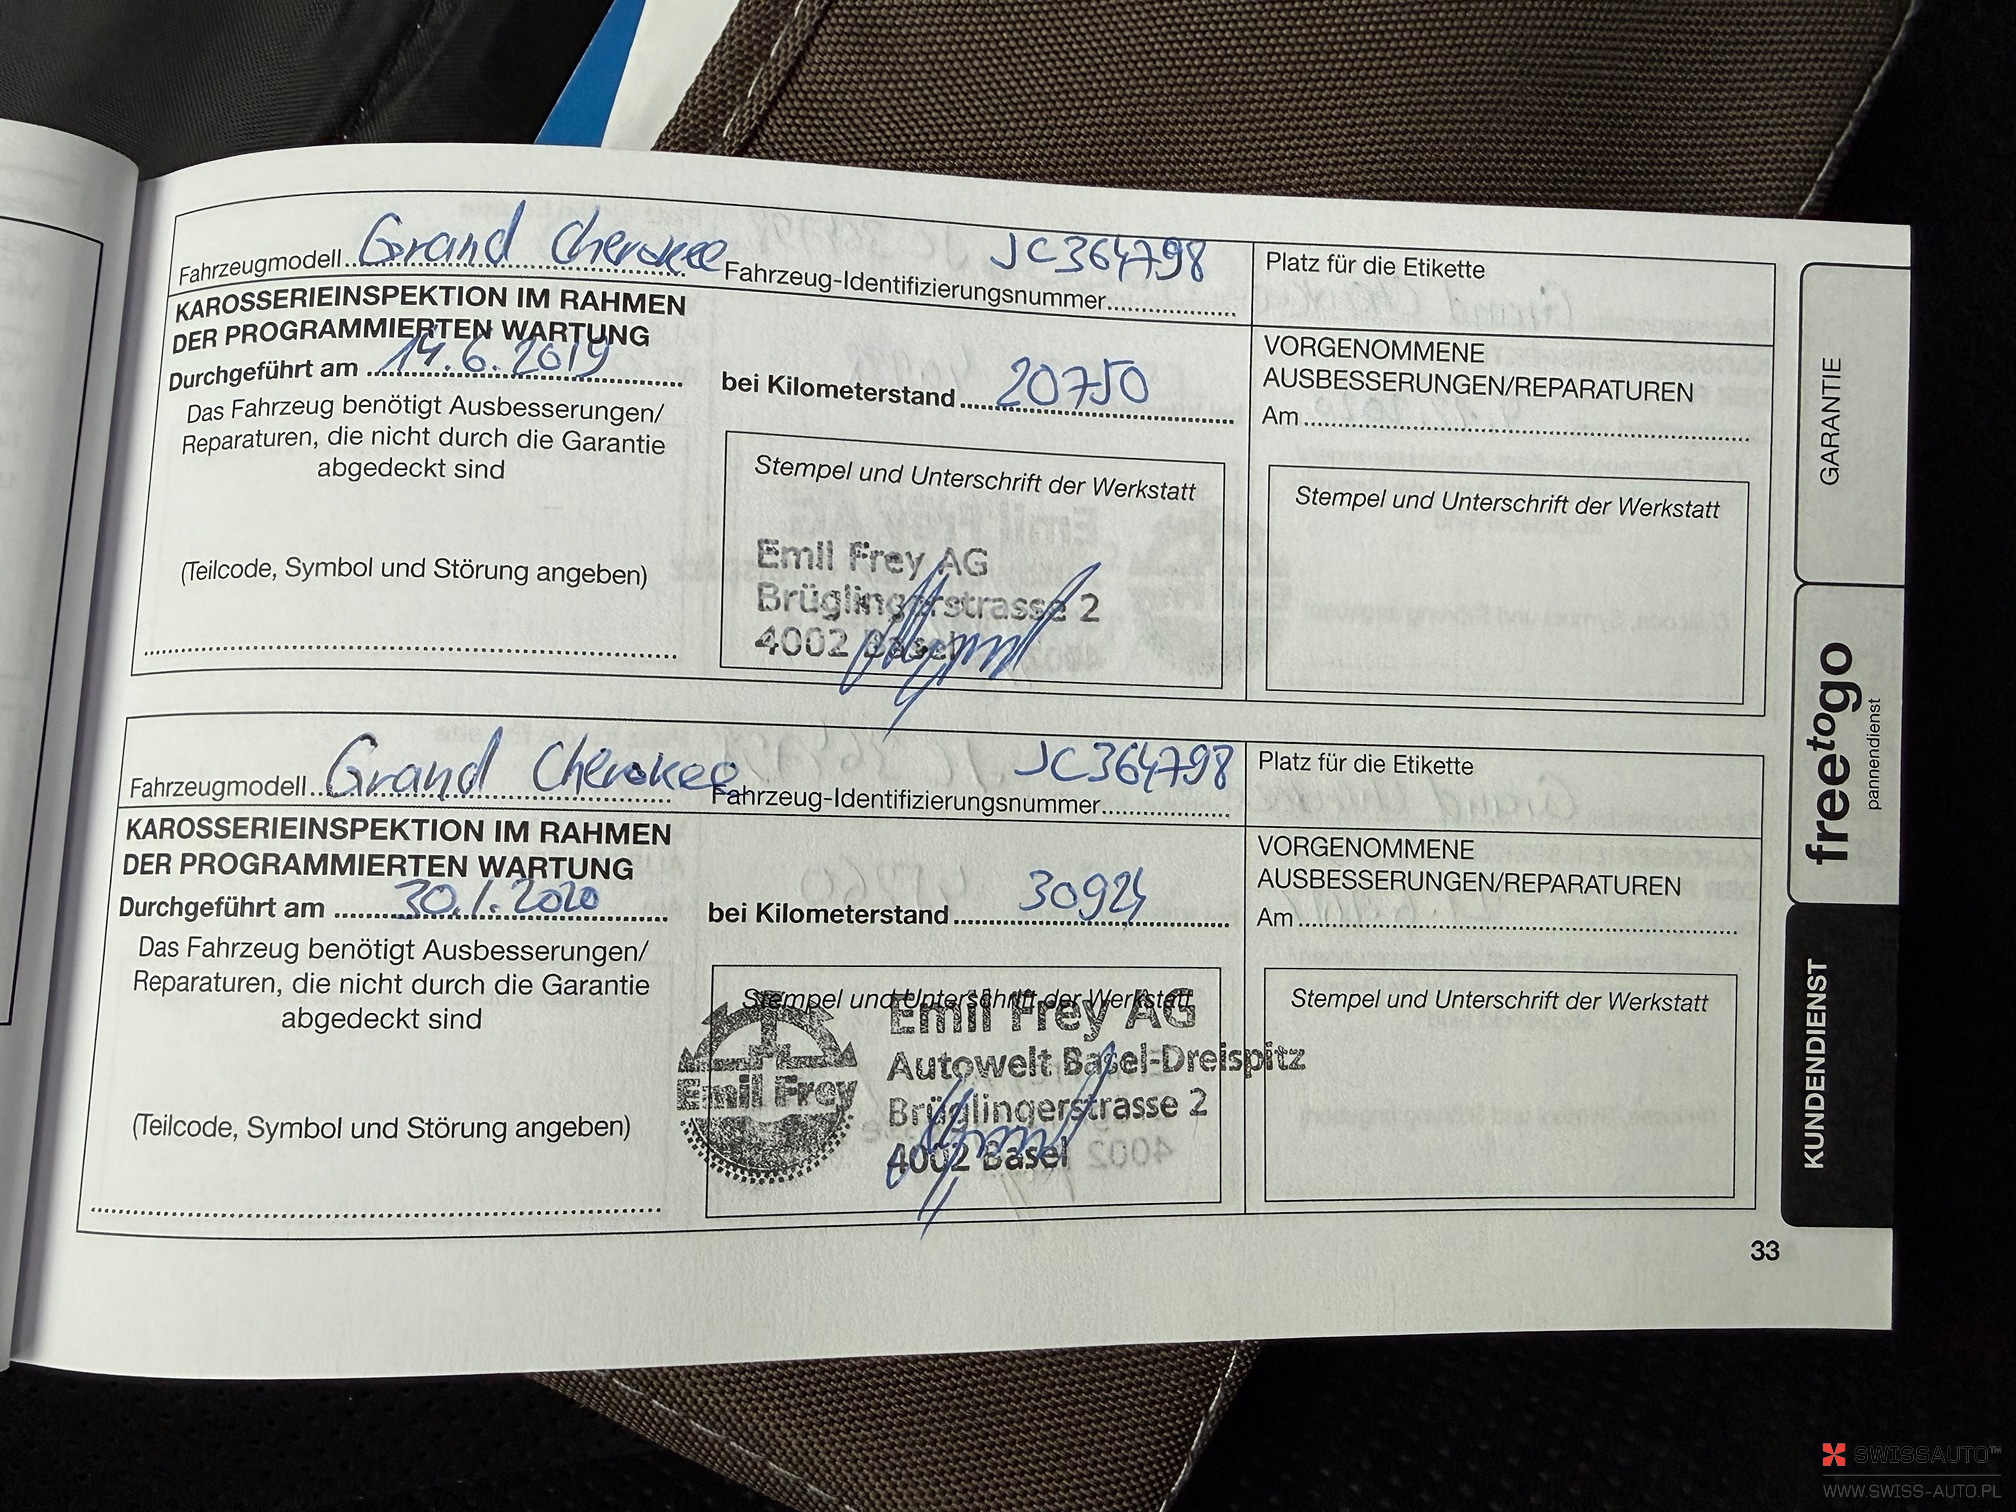 Fahrzeugmodell Grand Cherokee Fahrzeug-Identifizierungsnummer JC364798
KAROSSERIEINSPEKTION IM RAHMEN
DER PROGRAMMIERTEN WARTUNG
Durchgeführt am 14.6.2019
Das Fahrzeug benötigt Ausbesserungen/
Reparaturen, die nicht durch die Garantie
abgedeckt sind
(Teilcode, Symbol und Störung angeben)
bei Kilometerstand 20750
Stempel und Unterschrift der Werkstatt
Emil Frey AG
Brüglingerstrasse 2
4002 Basel
Platz für die Etikette
VORGENOMMENE
AUSBESSERUNGEN/REPARATUREN
Am
Stempel und Unterschrift der Werkstatt
Fahrzeugmodell Grand Cherokee Fahrzeug-Identifizierungsnummer JC364798
KAROSSERIEINSPEKTION IM RAHMEN
DER PROGRAMMIERTEN WARTUNG
Durchgeführt am 30.1.2020
Das Fahrzeug benötigt Ausbesserungen/
Reparaturen, die nicht durch die Garantie
abgedeckt sind
(Teilcode, Symbol und Störung angeben)
bei Kilometerstand 30924
Stempel und Unterschrift der Werkstatt
Emil Frey
Emil Frey AG
Autowelt Basel-Dreispitz
Brüglingerstrasse 2
4002 Basel
Platz für die Etikette
VORGENOMMENE
AUSBESSERUNGEN/REPARATUREN
Am
Stempel und Unterschrift der Werkstatt
GARANTIE
freetogo
pannendienst
KUNDENDIENST
33
SWISSAUTO™
WWW.SWISS-AUTO.PL